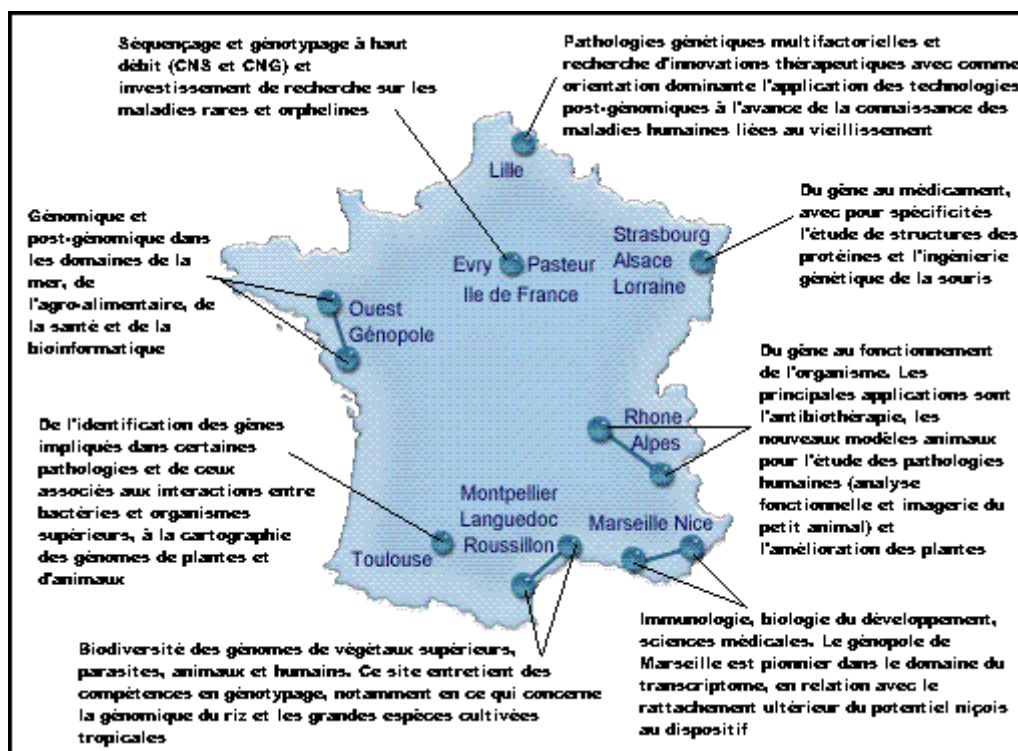 Séquençage et génotypage à haut
débit (CNS et CNG) et
investissement de recherche sur les
maladies rares et orphelines
Pathologies génétiques multifactorielles et
recherche d'innovations thérapeutiques avec comme
orientation dominante l'application des technologies
post-génomiques à l'avance de la connaissance des
maladies humaines liées au vieillissement
Lille
Génomique et
post-génomique dans
les domaines de la
mer, de
l'agro-alimentaire, de
la santé et de la
bioinformatique
Evry Pasteur
Ile de France
Strasbourg
Alsace
Lorraine
Du gène au médicament,
avec pour spécificités
l'étude de structures des
protéines et l'ingénierie
génétique de la souris
Ouest
Génopole
Rhone
Alpes
Du gène au fonctionnement
de l'organisme. Les
principales applications sont
l'antibiothérapie, les
nouveaux modèles animaux
pour l'étude des pathologies
humaines (analyse
fonctionnelle et imagerie du
petit animal) et
l'amélioration des plantes
De l'identification des gènes
impliqués dans certaines
pathologies et de ceux
associés aux interactions entre
bactéries et organismes
supérieurs, à la cartographie
des génomes de plantes et
d'animaux
Toulouse
Montpellier
Languedoc
Roussillon
Marseille Nice
Biodiversité des génomes de végétaux supérieurs,
parasites, animaux et humains. Ce site entretient des
compétences en génotypage, notamment en ce qui concerne
la génomique du riz et les grandes espèces cultivées
tropicales
Immunologie, biologie du développement,
sciences médicales. Le génopole de
Marseille est pionnier dans le domaine du
transcriptome, en relation avec le
rattachement ultérieur du potentiel niçois
au dispositif